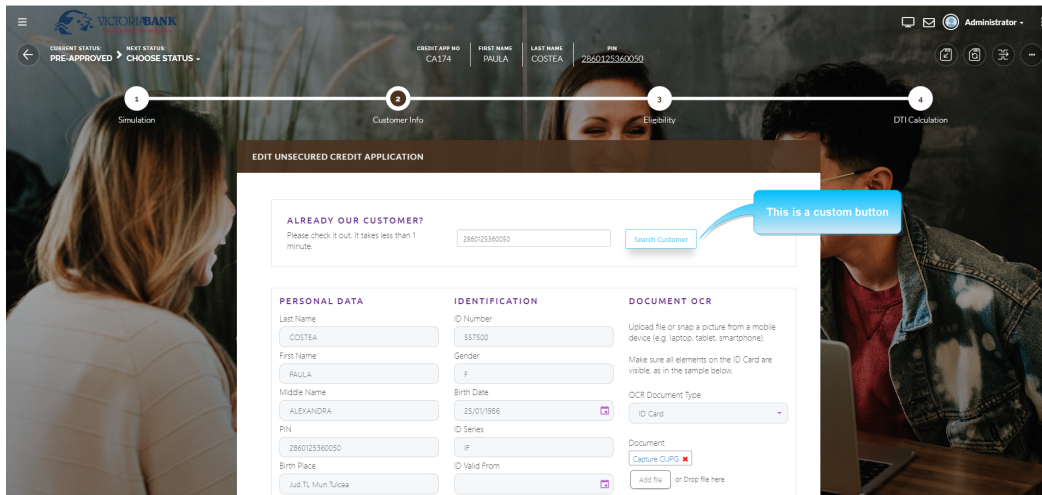 VICTORIABANK
Administrator
CURRENT STATUS:
PRE-APPROVED
NEXT STATUS:
CHOOSE STATUS
CREDIT APP NO
CA174
FIRST NAME
PAULA
LAST NAME
COSTEA
PIN
2860125360050
1
Simulation
2
Customer Info
3
Eligibility
4
DTI Calculation
EDIT UNSECURED CREDIT APPLICATION
ALREADY OUR CUSTOMER?
Please check it out. It takes less than 1
minute.
2860125360050
Search Customer
This is a custom button
PERSONAL DATA
Last Name
COSTEA
First Name
PAULA
Middle Name
ALEXANDRA
PIN
2860125360050
Birth Place
Jud.TL Mun.Tulcea
IDENTIFICATION
ID Number
557500
Gender
F
Birth Date
25/01/1986
ID Series
IF
ID Valid From
DOCUMENT OCR
Upload file or snap a picture from a mobile
device (e.g. laptop, tablet, smartphone).
Make sure all elements on the ID Card are
visible, as in the sample below.
OCR Document Type
ID Card
Document
Capture CI.JPG
Add file or Drop file here